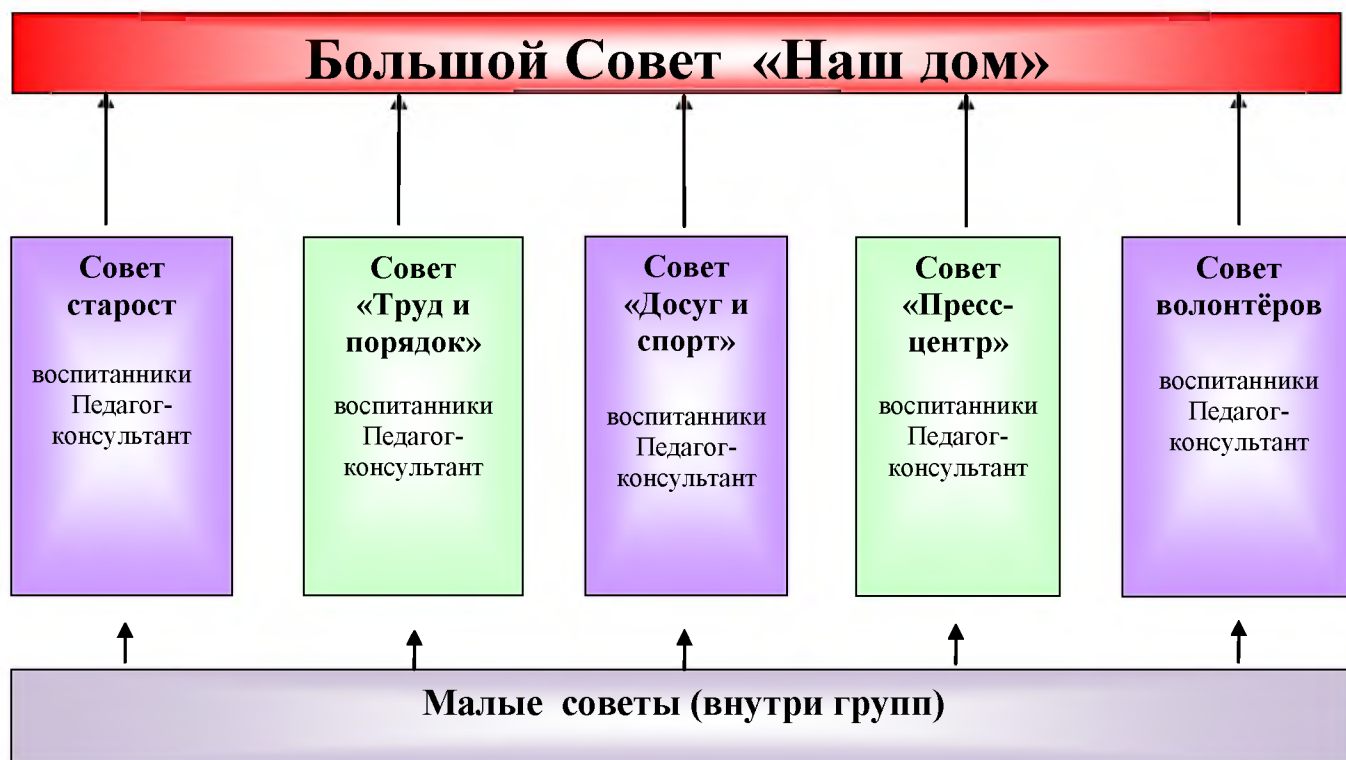 Большой Совет «Наш дом»
Совет
старост
воспитанники
Педагог-
консультант
Совет
«Труд и
порядок»
воспитанники
Педагог-
консультант
Совет
«Досуг и
спорт»
воспитанники
Педагог-
консультант
Совет
«Пресс-
центр»
воспитанники
Педагог-
консультант
Совет
волонтёров
воспитанники
Педагог-
консультант
Малые советы (внутри групп)